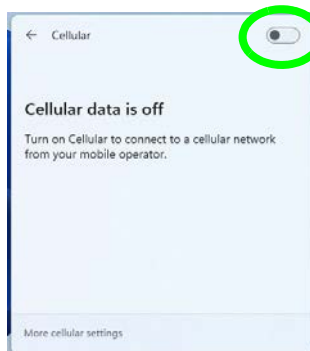 Cellular
Cellular data is off
Turn on Cellular to connect to a cellular network
from your mobile operator.
More cellular settings